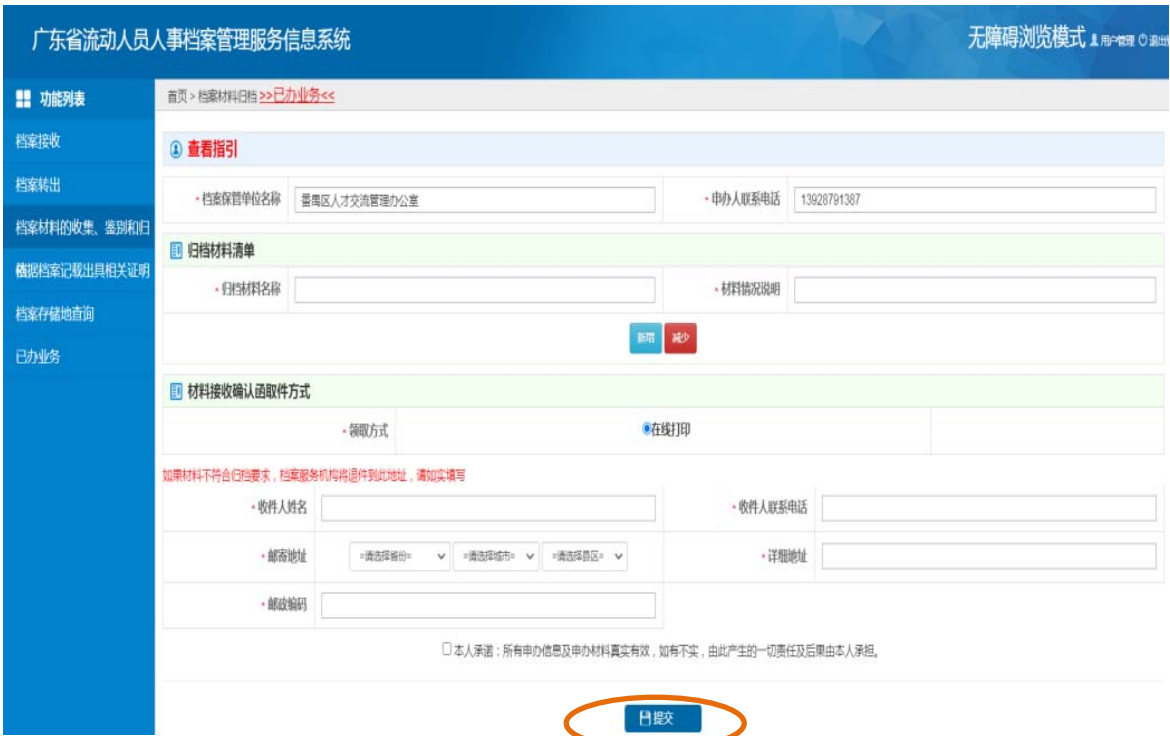 广东省流动人员人事档案管理服务信息系统
无障碍浏览模式 用户管理 退出
功能列表
首页 > 档案材料归档 >>已办业务<<
档案接收
查看指引
档案转出
*档案保管单位名称 番禺区人才交流管理办公室 *申办人联系电话 13928791387
档案材料的收集、鉴别和归
归档材料清单
依据档案记载出具相关证明
*归档材料名称 *材料情况说明
档案存储地查询
新增 减少
已办业务
材料接收确认函取件方式
*领取方式 在线打印
如果材料不符合归档要求,档案服务机构将退件到此地址,请如实填写
*收件人姓名 *收件人联系电话
*邮寄地址 =请选择省份= =请选择城市= =请选择县区= *详细地址
*邮政编码
本人承诺:所有申办信息及申办材料真实有效,如有不实,由此产生的一切责任及后果由本人承担。
提交